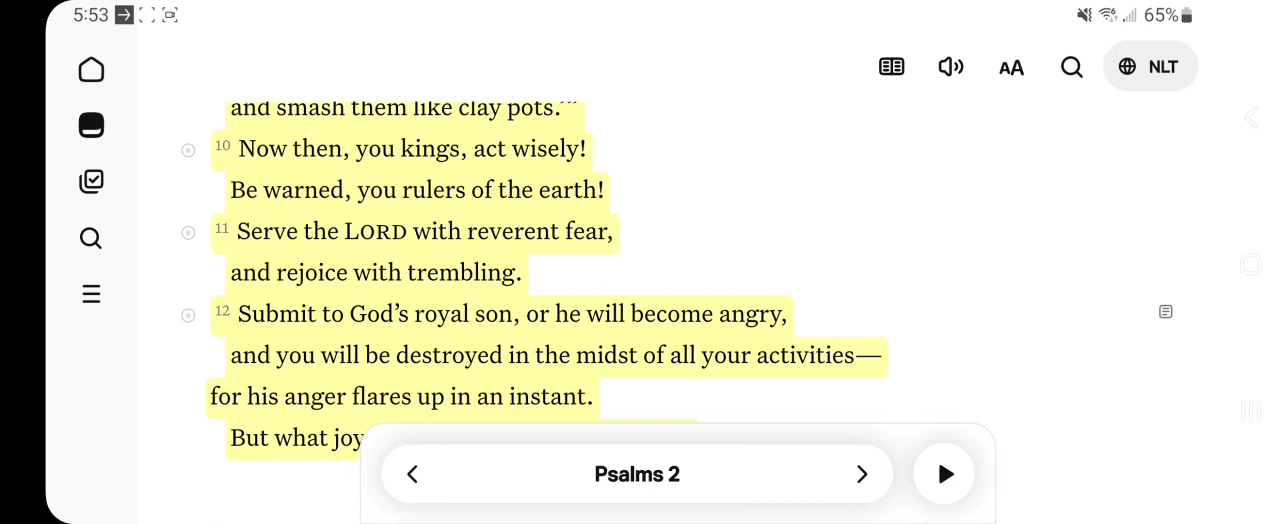 5:53
65%
AA
NLT
and smash them like clay pots.’”
10 Now then, you kings, act wisely!
Be warned, you rulers of the earth!
11 Serve the LORD with reverent fear,
and rejoice with trembling.
12 Submit to God’s royal son, or he will become angry,
and you will be destroyed in the midst of all your activities—
for his anger flares up in an instant.
But what joy
Psalms 2